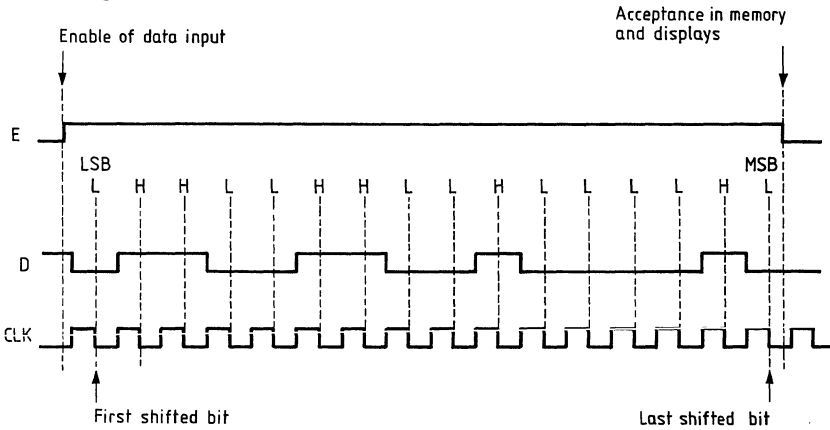 Acceptance in memory
and displays
Enable of data input
E
LSB MSB
L H H L L H H L L H L L L L H L
D
CLK
First shifted bit Last shifted bit